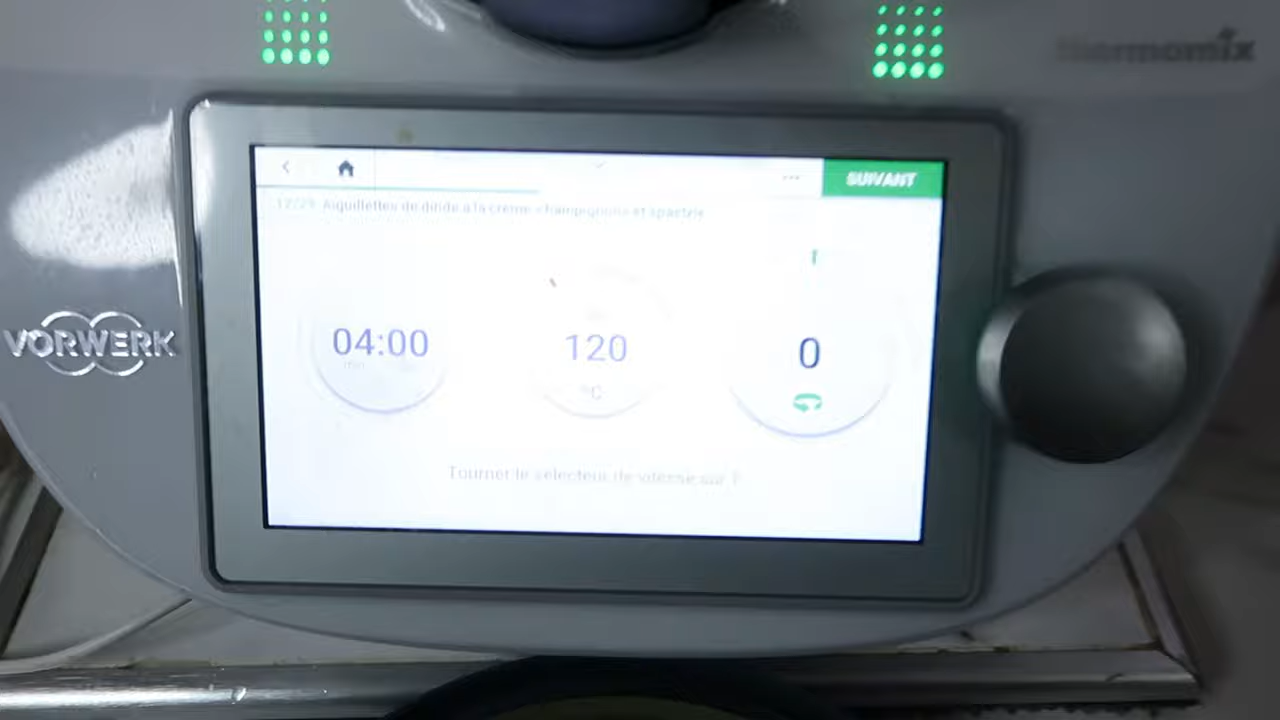 thermomix
SUIVANT
12/29 Aiguillettes de dinde à la crème, champignons et spaetzle
VORWERK
04:00
min
120
°C
0
Tourner le sélecteur de vitesse sur